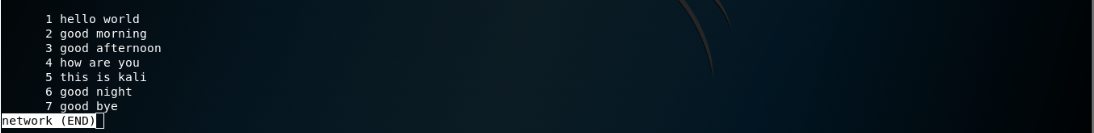 1 hello world
2 good morning
3 good afternoon
4 how are you
5 this is kali
6 good night
7 good bye
network (END)